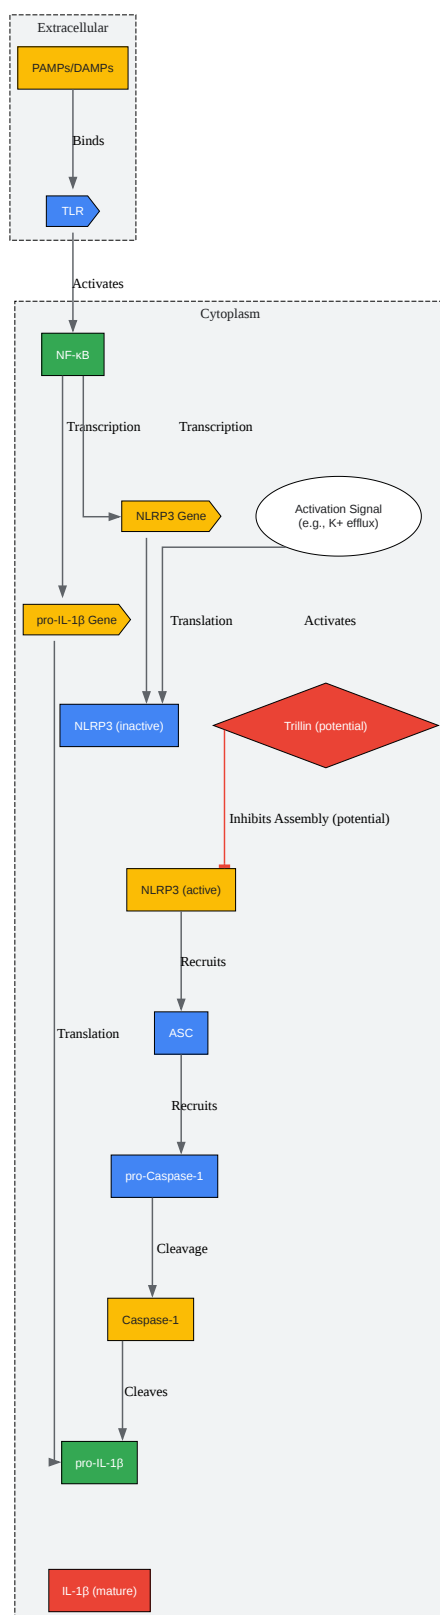 Extracellular
PAMPs/DAMPs
Binds
TLR
Activates
Cytoplasm
NF-κB
Transcription
Transcription
NLRP3 Gene
Activation Signal
(e.g., K+ efflux)
pro-IL-1β Gene
Translation
Activates
NLRP3 (inactive)
Trillin (potential)
Inhibits Assembly (potential)
NLRP3 (active)
Recruits
ASC
Translation
Recruits
pro-Caspase-1
Cleavage
Caspase-1
Cleaves
pro-IL-1β
IL-1β (mature)